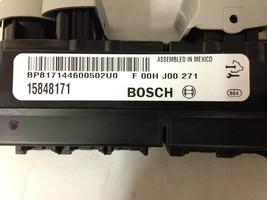 ASSEMBLED IN MEXICO
BP817144600502U0 F 00H J00 271
15848171 BOSCH
884